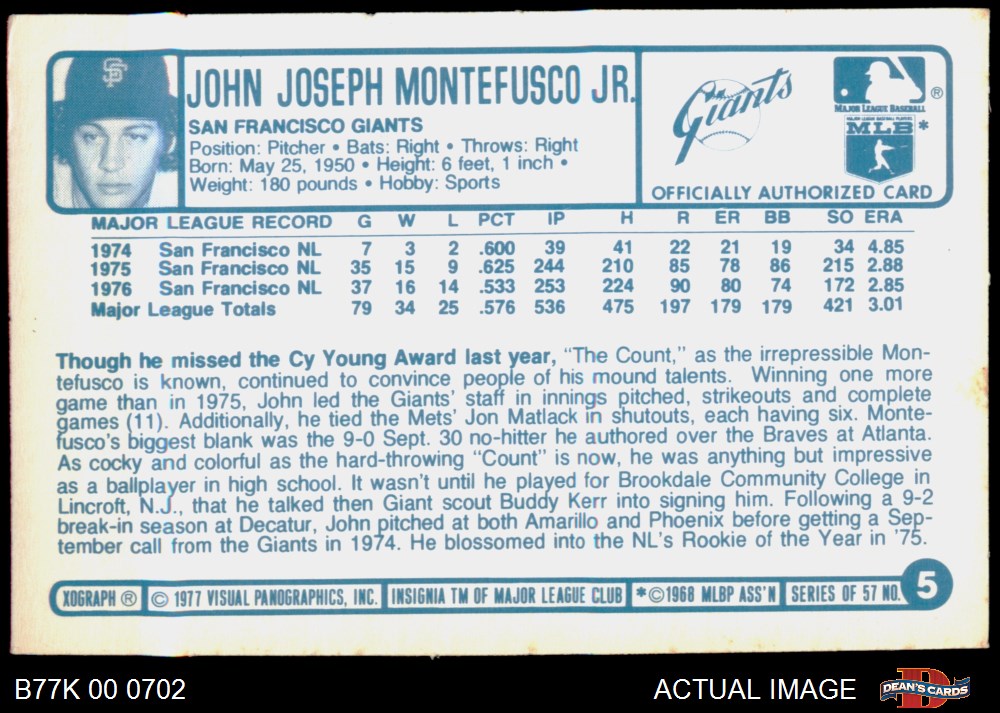 SF
JOHN JOSEPH MONTEFUSCO JR.
SAN FRANCISCO GIANTS
Position: Pitcher • Bats: Right • Throws: Right
Born: May 25, 1950 • Height: 6 feet, 1 inch •
Weight: 180 pounds • Hobby: Sports
Giants
MAJOR LEAGUE BASEBALL ®
MAJOR LEAGUE BASEBALL PLAYERS
MLB *
OFFICIALLY AUTHORIZED CARD
MAJOR LEAGUE RECORD G W L PCT IP H R ER BB SO ERA
1974 San Francisco NL 7 3 2 .600 39 41 22 21 19 34 4.85
1975 San Francisco NL 35 15 9 .625 244 210 85 78 86 215 2.88
1976 San Francisco NL 37 16 14 .533 253 224 90 80 74 172 2.85
Major League Totals 79 34 25 .576 536 475 197 179 179 421 3.01
Though he missed the Cy Young Award last year, "The Count," as the irrepressible Mon-
tefusco is known, continued to convince people of his mound talents. Winning one more
game than in 1975, John led the Giants' staff in innings pitched, strikeouts and complete
games (11). Additionally, he tied the Mets' Jon Matlack in shutouts, each having six. Monte-
fusco's biggest blank was the 9-0 Sept. 30 no-hitter he authored over the Braves at Atlanta.
As cocky and colorful as the hard-throwing "Count" is now, he was anything but impressive
as a ballplayer in high school. It wasn't until he played for Brookdale Community College in
Lincroft, N.J., that he talked then Giant scout Buddy Kerr into signing him. Following a 9-2
break-in season at Decatur, John pitched at both Amarillo and Phoenix before getting a Sep-
tember call from the Giants in 1974. He blossomed into the NL's Rookie of the Year in '75.
XOGRAPH ® © 1977 VISUAL PANOGRAPHICS, INC. INSIGNIA TM OF MAJOR LEAGUE CLUB *©1968 MLBP ASS'N SERIES OF 57 NO. 5
B77K 00 0702 ACTUAL IMAGE D DEAN'S CARDS